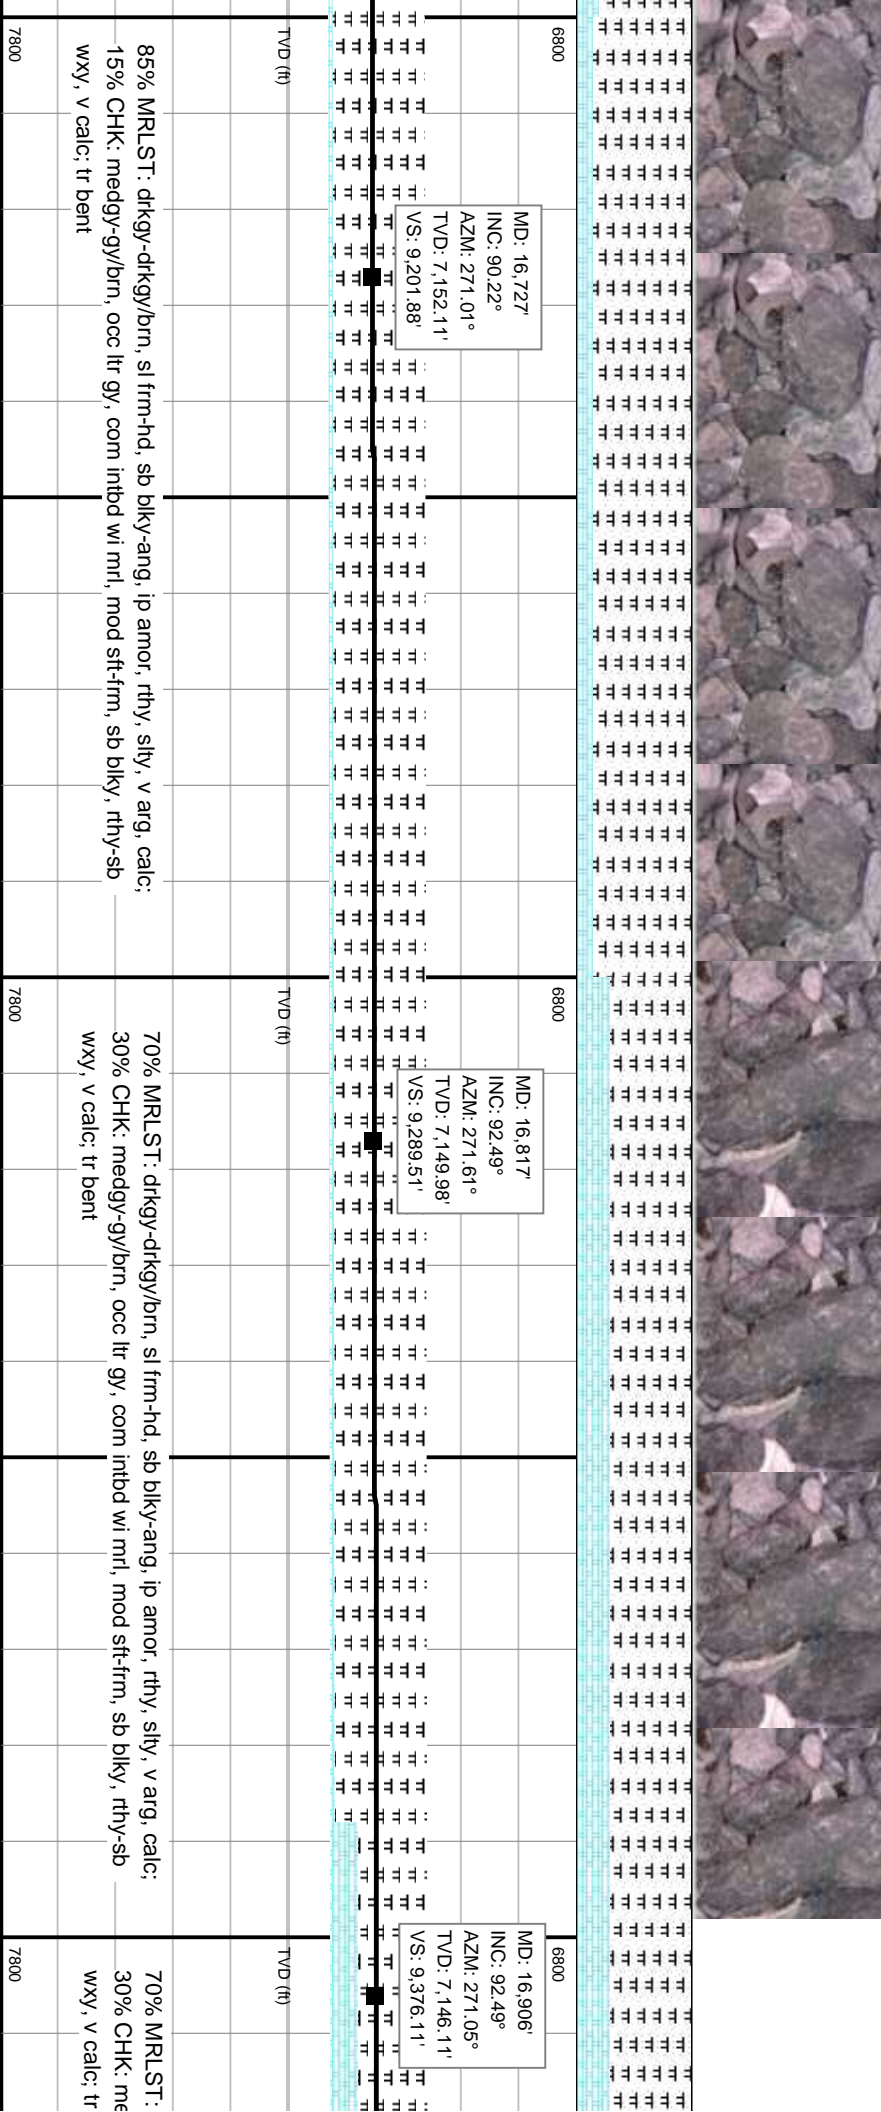 6800
TVD (ft)
7800
MD: 16,727'
INC: 90.22°
AZM: 271.01°
TVD: 7,152.11'
VS: 9,201.88'
85% MRLST: drkgy-drkgy/brn, sl frm-hd, sb blky-ang, ip amor, rthy, slty, v arg, calc;
15% CHK: medgy-gy/brn, occ ltr gy, com intbd wi mrl, mod sft-frm, sb blky, rthy-sb
wxy, v calc; tr bent
6800
TVD (ft)
7800
MD: 16,817'
INC: 92.49°
AZM: 271.61°
TVD: 7,149.98'
VS: 9,289.51'
70% MRLST: drkgy-drkgy/brn, sl frm-hd, sb blky-ang, ip amor, rthy, slty, v arg, calc;
30% CHK: medgy-gy/brn, occ ltr gy, com intbd wi mrl, mod sft-frm, sb blky, rthy-sb
wxy, v calc; tr bent
6800
TVD (ft)
7800
MD: 16,906'
INC: 92.49°
AZM: 271.05°
TVD: 7,146.11'
VS: 9,376.11'
70% MRLST:
30% CHK: me
wxy, v calc; tr